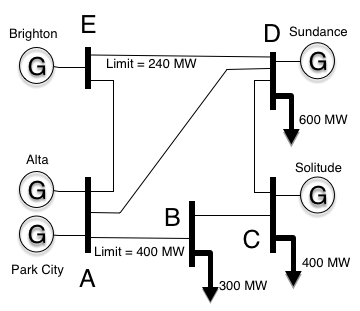 E
Brighton
G
Limit = 240 MW
D
Sundance
G
600 MW
Alta
G
G
Park City
A
Limit = 400 MW
B
300 MW
Solitude
G
C
400 MW